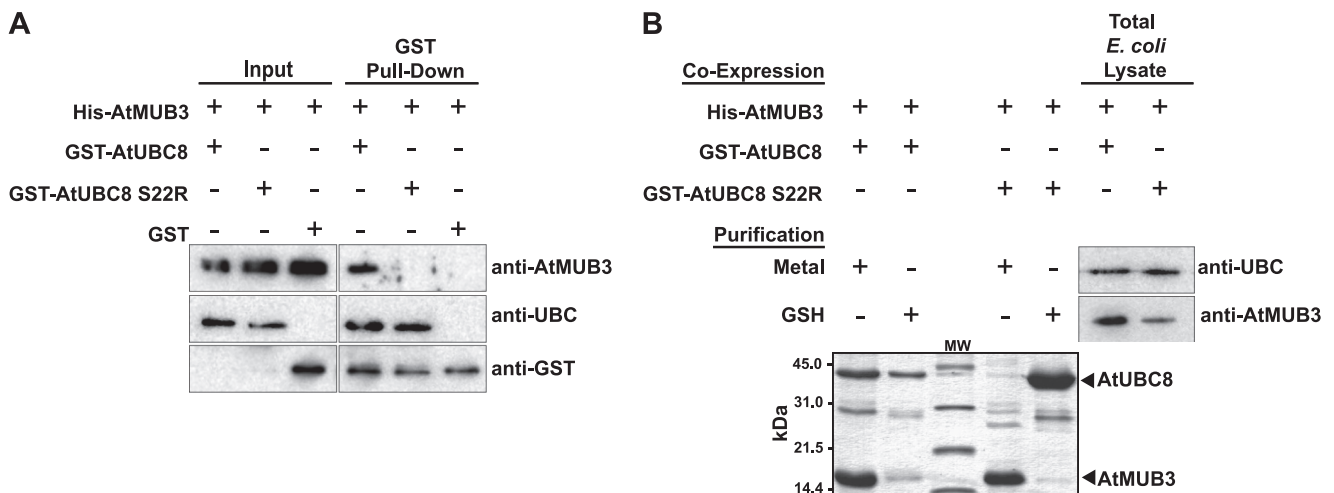 A
Input
GST
Pull-Down
His-AtMUB3 + + + + + +
GST-AtUBC8 + - - + - -
GST-AtUBC8 S22R - + - - + -
GST - - + - - +
anti-AtMUB3
anti-UBC
anti-GST
B
Total
E. coli
Lysate
Co-Expression
His-AtMUB3 + + + + + +
GST-AtUBC8 + + - - + -
GST-AtUBC8 S22R - - + + - +
Purification
Metal + - + -
GSH - + - +
anti-UBC
anti-AtMUB3
MW
kDa
45.0
31.0
21.5
14.4
AtUBC8
AtMUB3